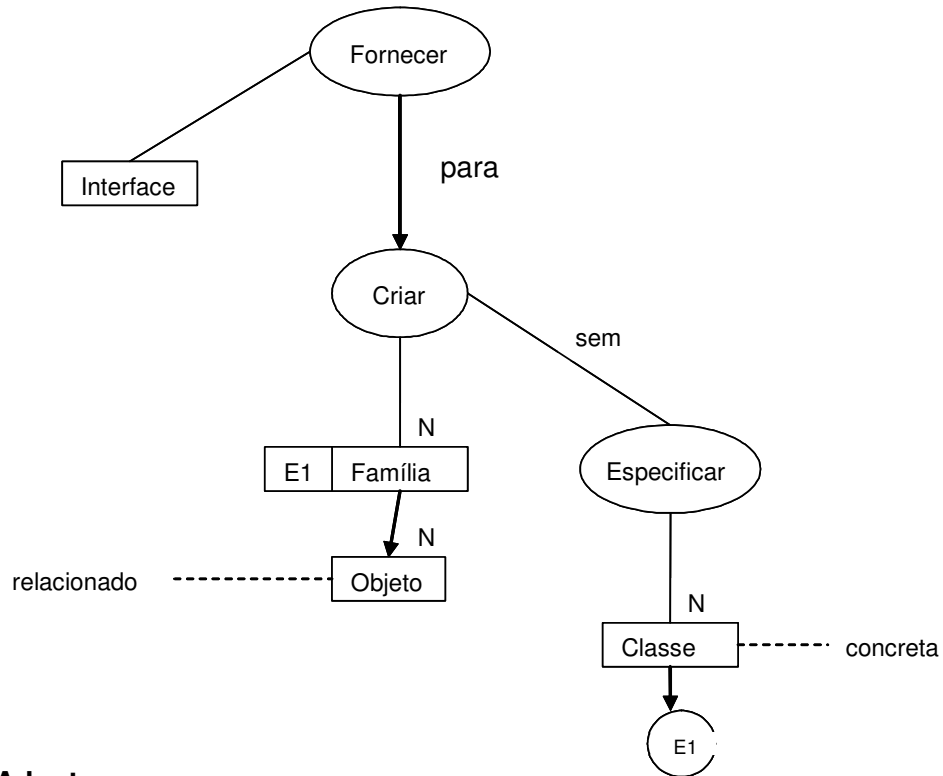 Fornecer
para
Interface
Criar
sem
N
E1 Família
Especificar
N
relacionado
Objeto
N
Classe
concreta
E1